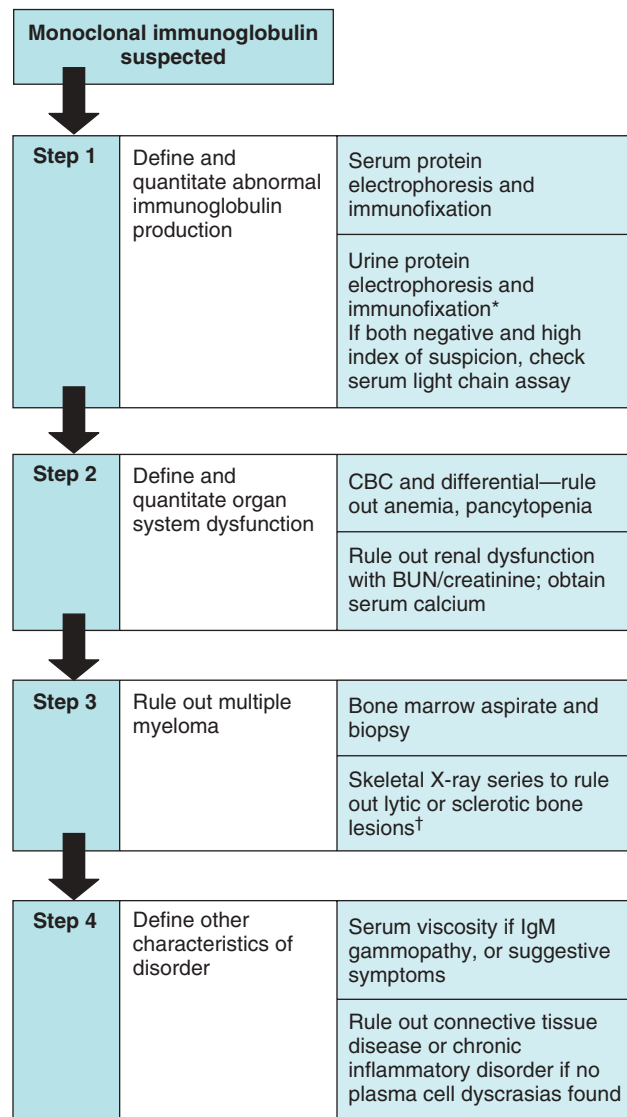 Monoclonal immunoglobulin
suspected
Step 1
Define and
quantitate abnormal
immunoglobulin
production
Serum protein
electrophoresis and
immunofixation
Urine protein
electrophoresis and
immunofixation*
If both negative and high
index of suspicion, check
serum light chain assay
Step 2
Define and
quantitate organ
system dysfunction
CBC and differential—rule
out anemia, pancytopenia
Rule out renal dysfunction
with BUN/creatinine; obtain
serum calcium
Step 3
Rule out multiple
myeloma
Bone marrow aspirate and
biopsy
Skeletal X-ray series to rule
out lytic or sclerotic bone
lesions†
Step 4
Define other
characteristics of
disorder
Serum viscosity if IgM
gammopathy, or suggestive
symptoms
Rule out connective tissue
disease or chronic
inflammatory disorder if no
plasma cell dyscrasias found